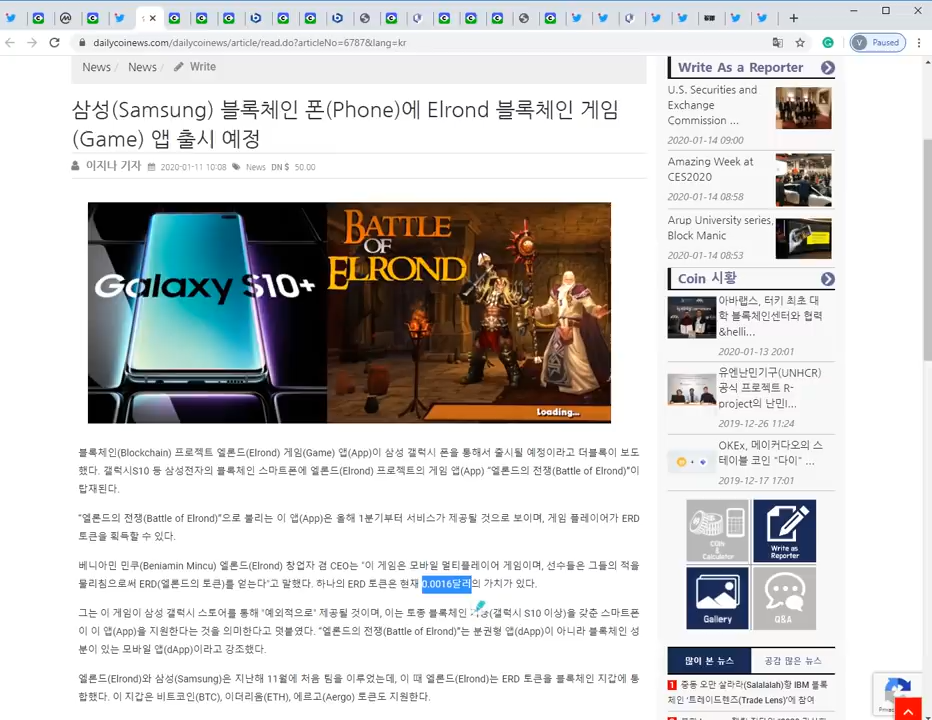 dailycoinews.com/dailycoinews/article/read.do?articleNo=6787&lang=kr
V Paused
News / News / Write
삼성(Samsung) 블록체인 폰(Phone)에 Elrond 블록체인 게임
(Game) 앱 출시 예정
이지나 기자 2020-01-11 10:08 News DN $ 50.00
Galaxy S10+
BATTLE
OF
ELROND
Loading...
블록체인(Blockchain) 프로젝트 엘론드(Elrond) 게임(Game) 앱(App)이 삼성 갤럭시 폰을 통해서 출시될 예정이라고 더블록이 보도
했다. 갤럭시S10 등 삼성전자의 블록체인 스마트폰에 엘론드(Elrond) 프로젝트의 게임 앱(App) "엘론드의 전쟁(Battle of Elrond)"이
탑재된다.
"엘론드의 전쟁(Battle of Elrond)"으로 불리는 이 앱(App)은 올해 1분기부터 서비스가 제공될 것으로 보이며, 게임 플레이어가 ERD
토큰을 획득할 수 있다.
베니아민 민쿠(Beniamin Mincu) 엘론드(Elrond) 창업자 겸 CEO는 "이 게임은 모바일 멀티플레이어 게임이며, 선수들은 그들의 적을
물리침으로써 ERD(엘론드의 토큰)를 얻는다"고 말했다. 하나의 ERD 토큰은 현재 0.0016달러의 가치가 있다.
그는 이 게임이 삼성 갤럭시 스토어를 통해 "예외적으로" 제공될 것이며, 이는 토종 블록체인 (갤럭시 S10 이상)을 갖춘 스마트폰
이 이 앱(App)을 지원한다는 것을 의미한다고 덧붙였다. "엘론드의 전쟁(Battle of Elrond)"는 분권형 앱(dApp)이 아니라 블록체인 성
분이 있는 모바일 앱(dApp)이라고 강조했다.
엘론드(Elrond)와 삼성(Samsung)은 지난해 11월에 처음 팀을 이루었는데, 이 때 엘론드(Elrond)는 ERD 토큰을 블록체인 지갑에 통
합했다. 이 지갑은 비트코인(BTC), 이더리움(ETH), 에르고(Aergo) 토큰도 지원한다.
Write As a Reporter
U.S. Securities and
Exchange
Commission ...
2020-01-14 09:00
Amazing Week at
CES2020
2020-01-14 08:58
Arup University series,
Block Manic
2020-01-14 08:53
Coin 시황
아바랩스, 터키 최초 대
학 블록체인센터와 협력
&helli...
2020-01-13 20:01
유엔난민기구(UNHCR)
공식 프로젝트 R-
project의 난민I...
2019-12-26 11:24
OKEx, 메이커다오의 스
테이블 코인 "다이" ...
2019-12-17 17:01
COIN
&
Calculator
Write as
Reporter
Gallery
Q&A
많이 본 뉴스 공감 많은 뉴스
1 중동 오만 살랄라(Salalalah)항 IBM 블록
체인 '트레이드렌즈(Trade Lens)'에 참여